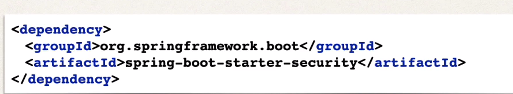 <dependency>
  <groupId>org.springframework.boot</groupId>
  <artifactId>spring-boot-starter-security</artifactId>
</dependency>